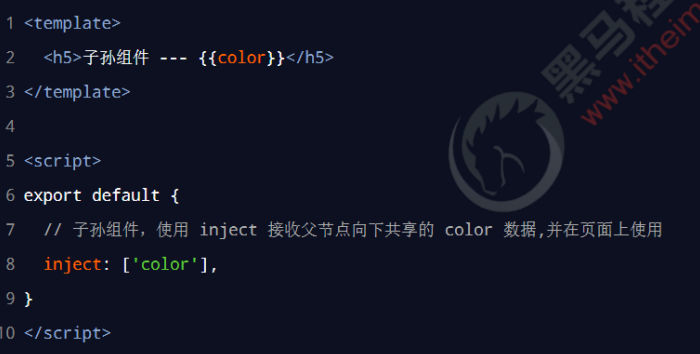 1 <template>
2 <h5>子孙组件 --- {{color}}</h5>
3 </template>
4
5 <script>
6 export default {
7 // 子孙组件，使用 inject 接收父节点向下共享的 color 数据,并在页面上使用
8 inject: ['color'],
9 }
10 </script>
黑马程
www.itheim